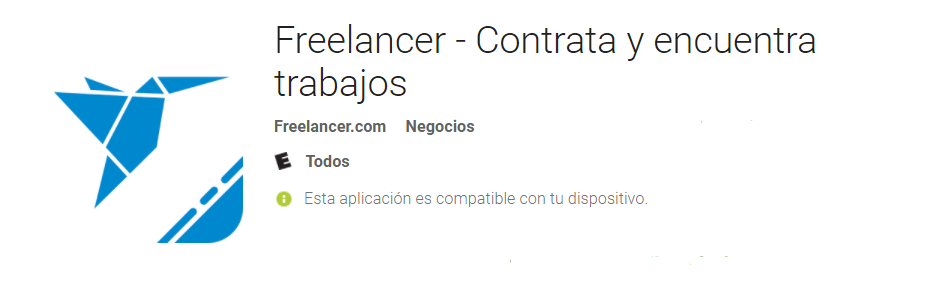 Freelancer - Contrata y encuentra
trabajos
Freelancer.com Negocios
E Todos
Esta aplicación es compatible con tu dispositivo.